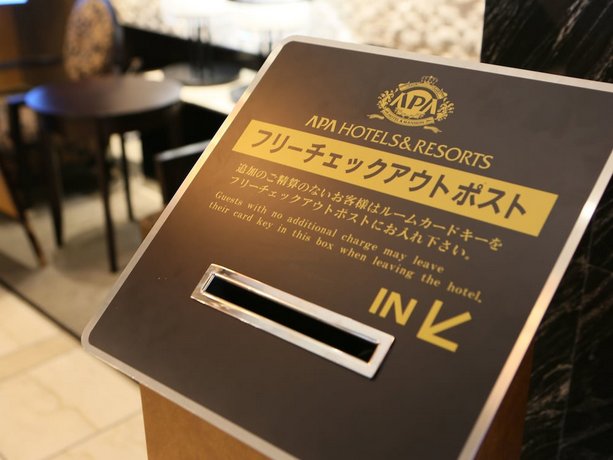 APA
APA HOTELS&RESORTS
フリーチェックアウトポスト
追加のご精算のないお客様はルームカードキーを
フリーチェックアウトポストにお入れ下さい。
Guests with no additional charge may leave
their card key in this box when leaving the hotel.
IN